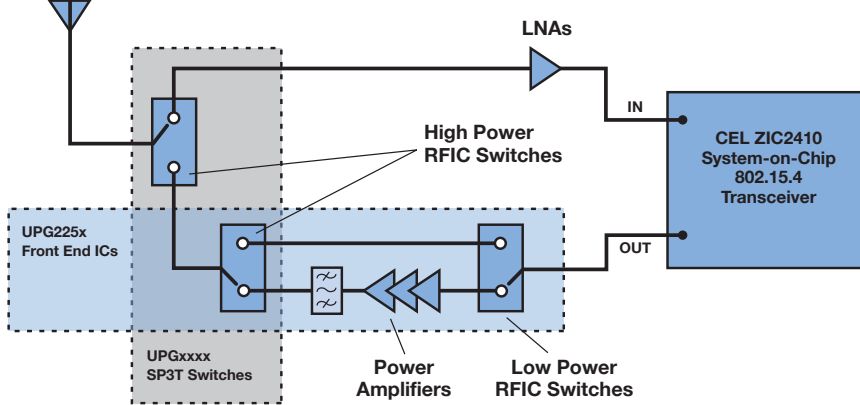 LNAs
IN
CEL ZIC2410
System-on-Chip
802.15.4
Transceiver
High Power
RFIC Switches
UPG225x
Front End ICs
OUT
UPGxxxx
SP3T Switches
Power
Amplifiers
Low Power
RFIC Switches